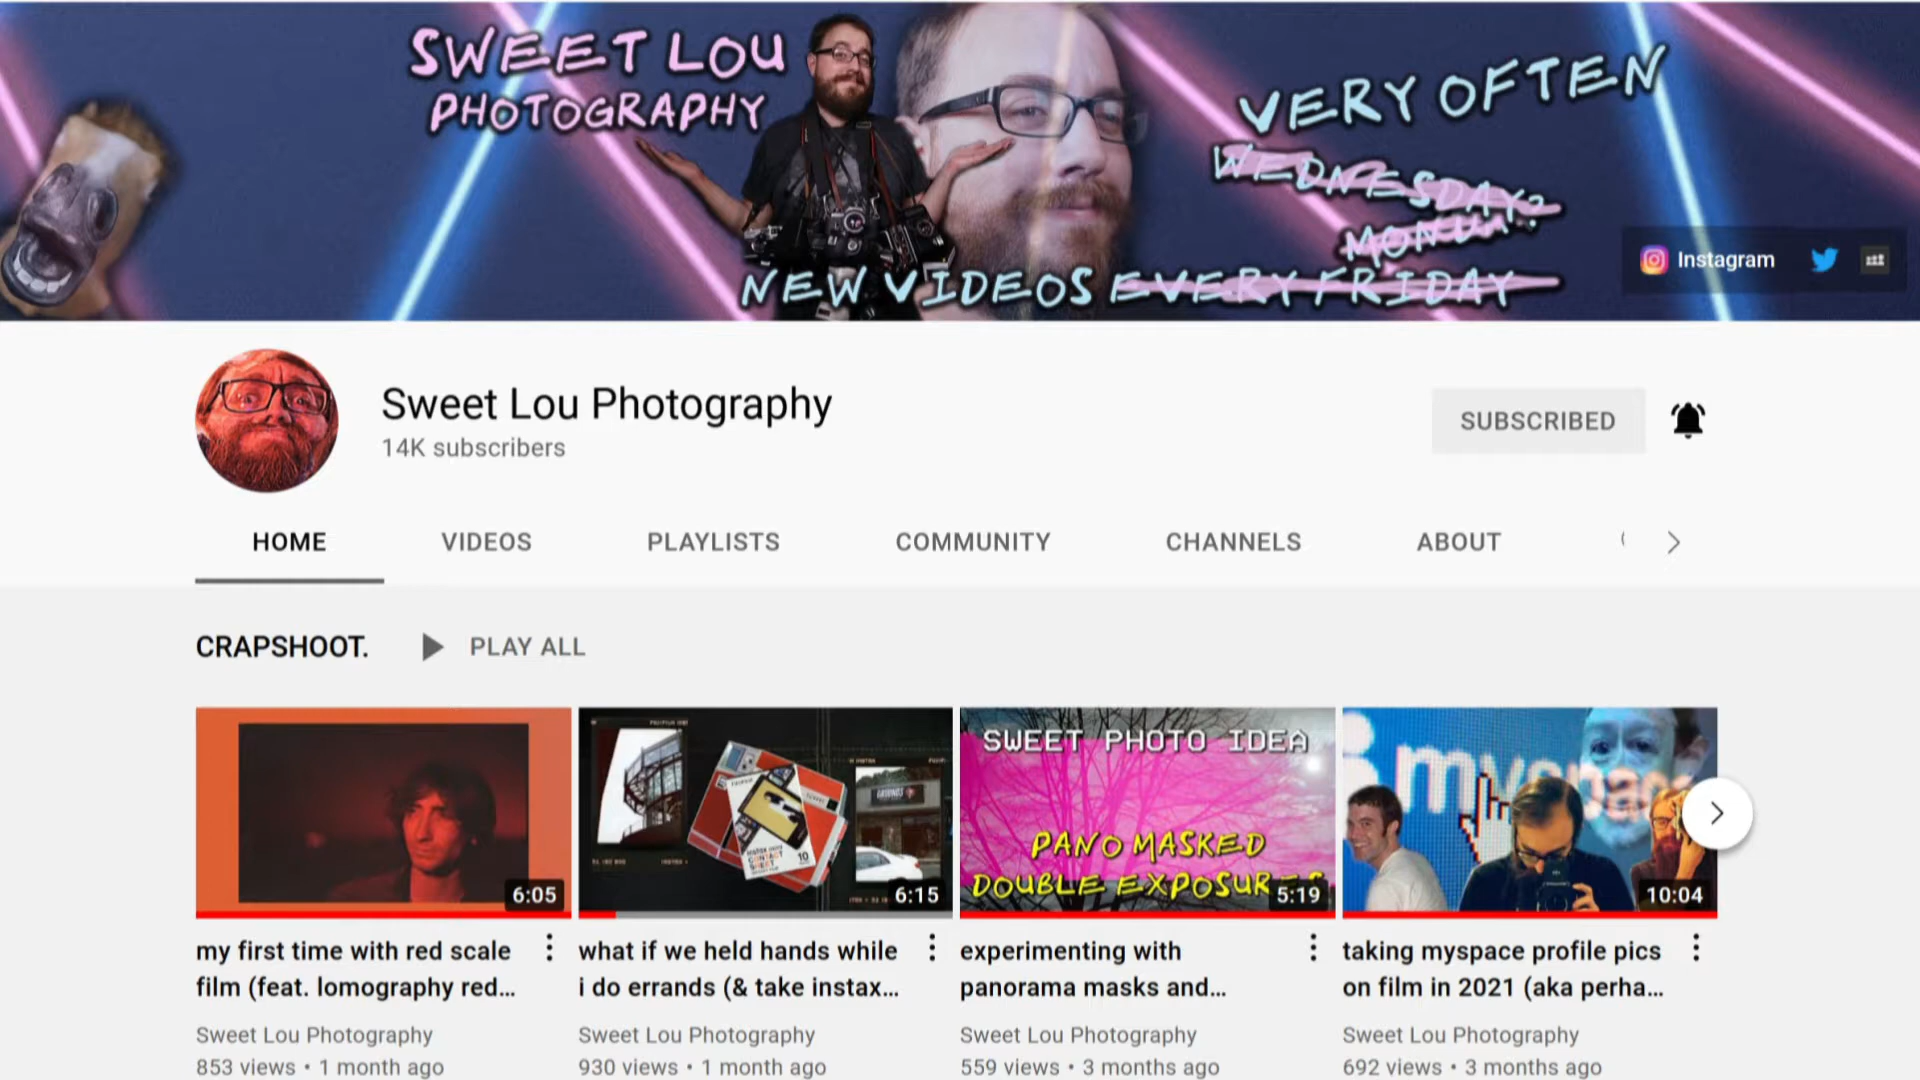 SWEET LOU
PHOTOGRAPHY
VERY OFTEN
WEDNESDAY?
NEW VIDEOS EVERY FRIDAY
Instagram
Sweet Lou Photography
14K subscribers
SUBSCRIBED
HOME VIDEOS PLAYLISTS COMMUNITY CHANNELS ABOUT
CRAPSHOOT. PLAY ALL
6:05
6:15
SWEET PHOTO IDEA
PANO MASKED
DOUBLE EXPOSURES
5:19
10:04
my first time with red scale
film (feat. lomography red...
Sweet Lou Photography
853 views • 1 month ago
what if we held hands while
i do errands (& take instax...
Sweet Lou Photography
930 views • 1 month ago
experimenting with
panorama masks and...
Sweet Lou Photography
559 views • 3 months ago
taking myspace profile pics
on film in 2021 (aka perha...
Sweet Lou Photography
692 views • 3 months ago